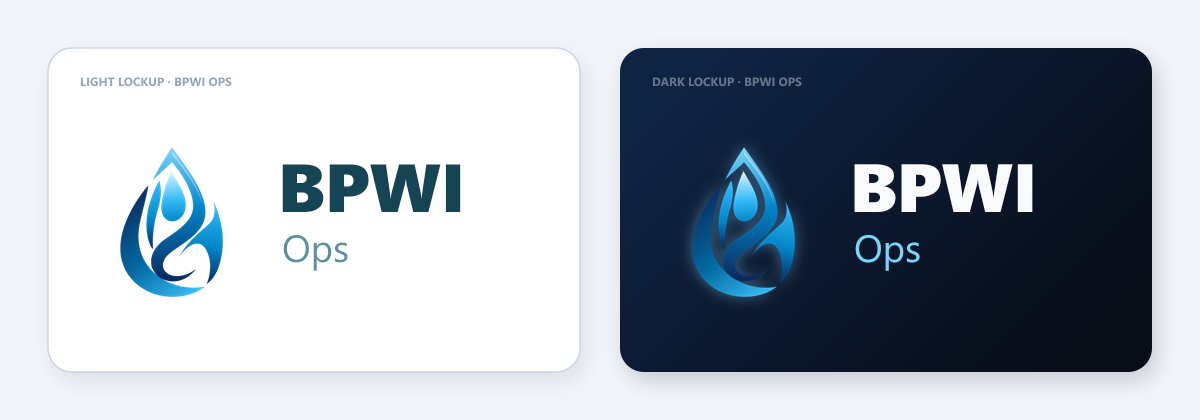 LIGHT LOCKUP · BPWI OPS
BPWI
Ops
DARK LOCKUP · BPWI OPS
BPWI
Ops